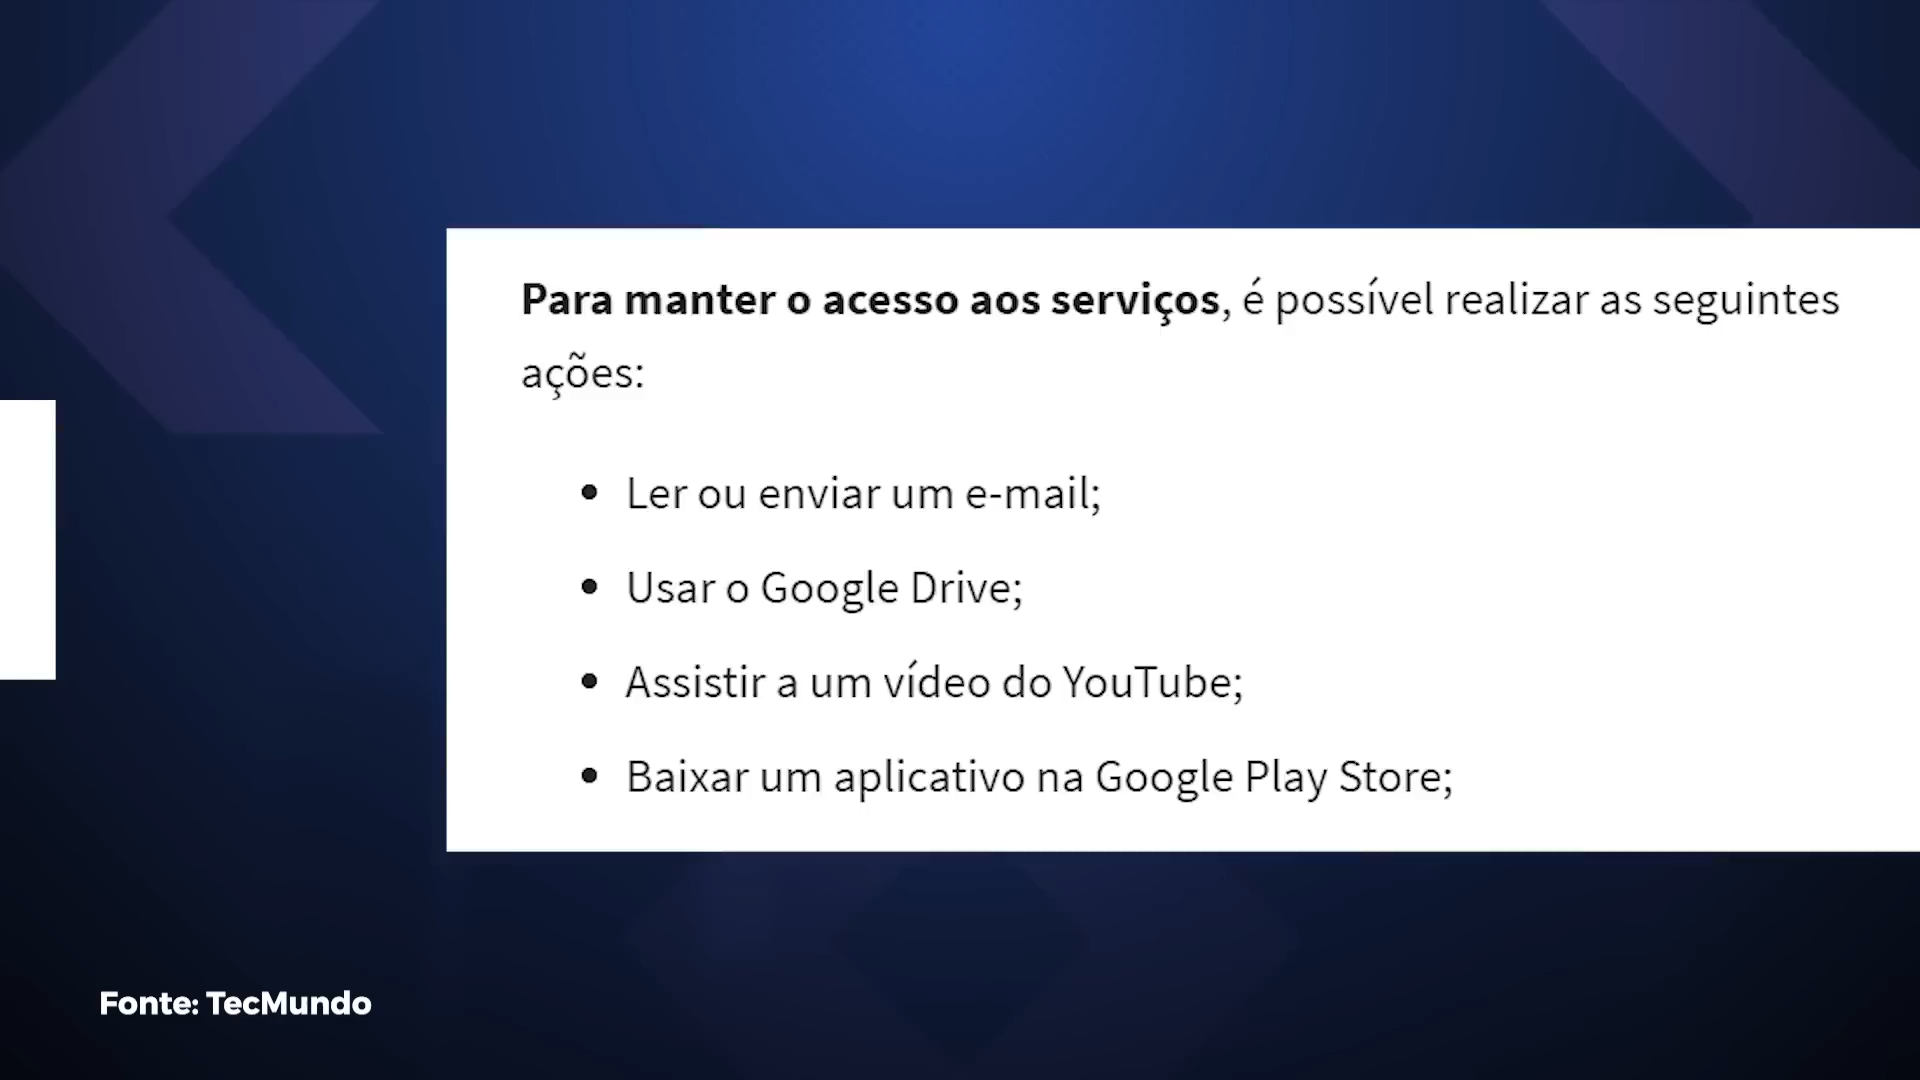 Para manter o acesso aos serviços, é possível realizar as seguintes
ações:
• Ler ou enviar um e-mail;
• Usar o Google Drive;
• Assistir a um vídeo do YouTube;
• Baixar um aplicativo na Google Play Store;
Fonte: TecMundo